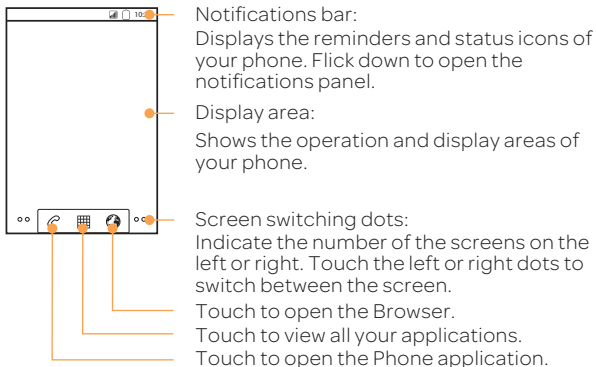 Notifications bar:
Displays the reminders and status icons of
your phone. Flick down to open the
notifications panel.
Display area:
Shows the operation and display areas of
your phone.
Screen switching dots:
Indicate the number of the screens on the
left or right. Touch the left or right dots to
switch between the screen.
Touch to open the Browser.
Touch to view all your applications.
Touch to open the Phone application.